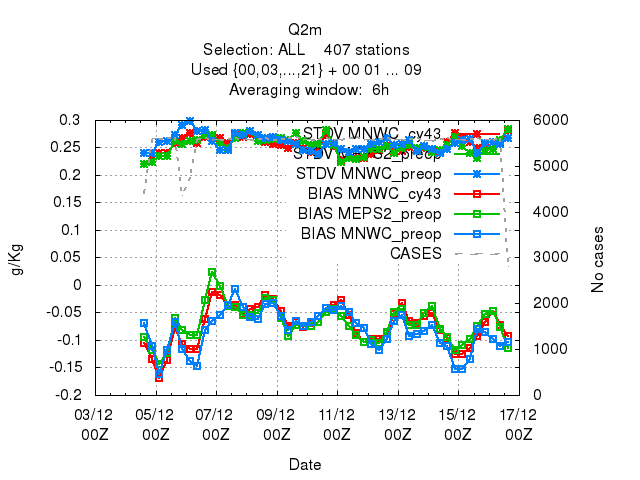 Q2m
Selection: ALL 407 stations
Used {00,03,...,21} + 00 01 ... 09
Averaging window: 6h
0.3
0.25
0.2
0.15
0.1
0.05
0
-0.05
-0.1
-0.15
-0.2
g/Kg
STDV MNWC_cy43
STDV MEPS2_preop
STDV MNWC_preop
BIAS MNWC_cy43
BIAS MEPS2_preop
BIAS MNWC_preop
CASES
6000
5000
4000
3000
2000
1000
0
No cases
03/12 05/12 07/12 09/12 11/12 13/12 15/12 17/12
00Z 00Z 00Z 00Z 00Z 00Z 00Z 00Z
Date